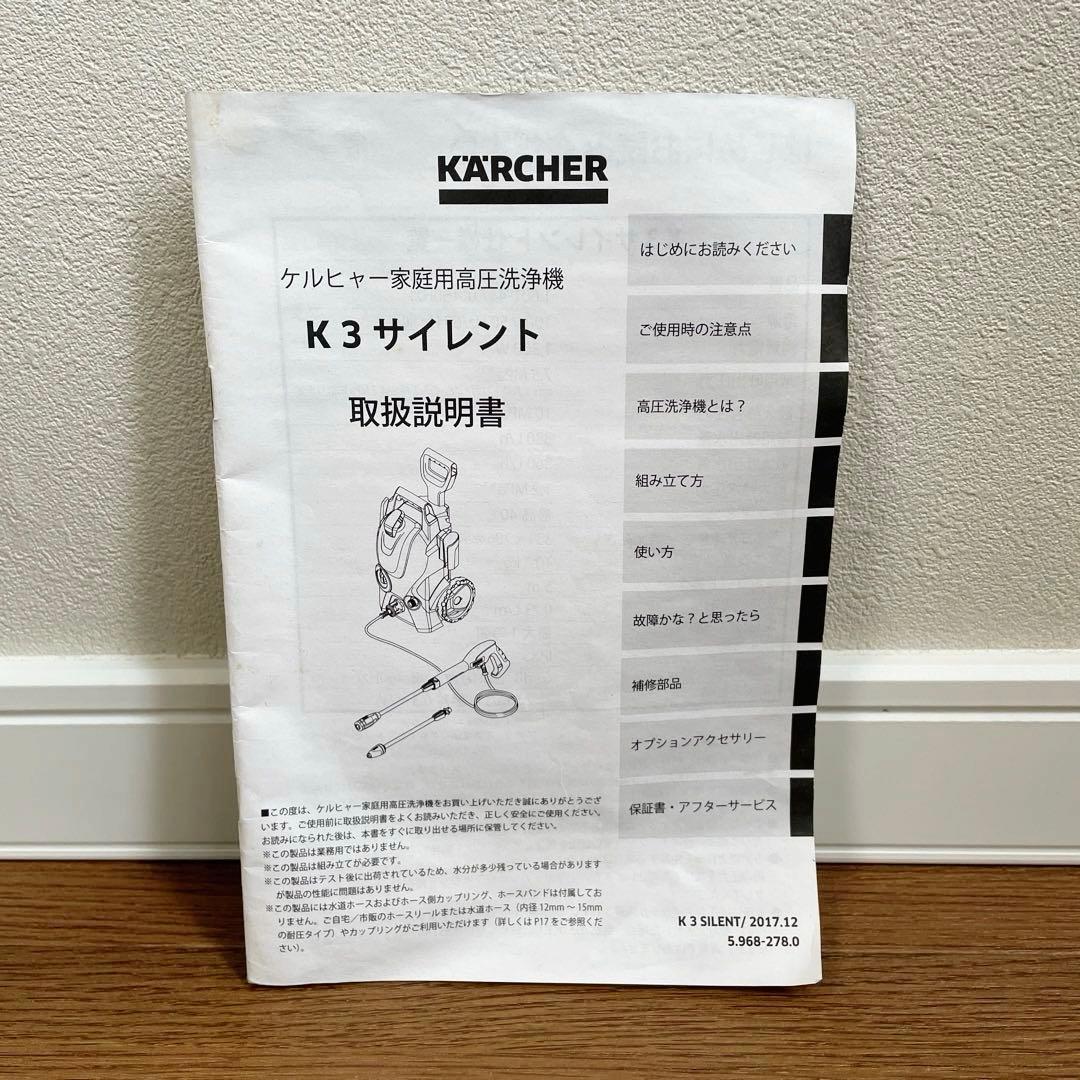 KÄRCHER
ケルヒャー家庭用高圧洗浄機
K 3 サイレント
取扱説明書
はじめにお読みください
ご使用時の注意点
高圧洗浄機とは？
組み立て方
使い方
故障かな？と思ったら
補修部品
オプションアクセサリー
保証書・アフターサービス
■この度は、ケルヒャー家庭用高圧洗浄機をお買い上げいただき誠にありがとうござ
います。ご使用前に取扱説明書をよくお読みいただき、正しく安全にご使用ください。
お読みになられた後は、本書をすぐに取り出せる場所に保管してください。
※この製品は業務用ではありません。
※この製品は組み立てが必要です。
※この製品はテスト後に出荷されているため、水分が多少残っている場合があります
が製品の性能に問題はありません。
※この製品には水道ホースおよびホース側カップリング、ホースバンドは付属してお
りません。ご自宅／市販のホースリールまたは水道ホース（内径12mm～15mm
の耐圧タイプ）やカップリングがご利用いただけます（詳しくはP17をご参照くだ
さい）。
K 3 SILENT/ 2017.12
5.968-278.0